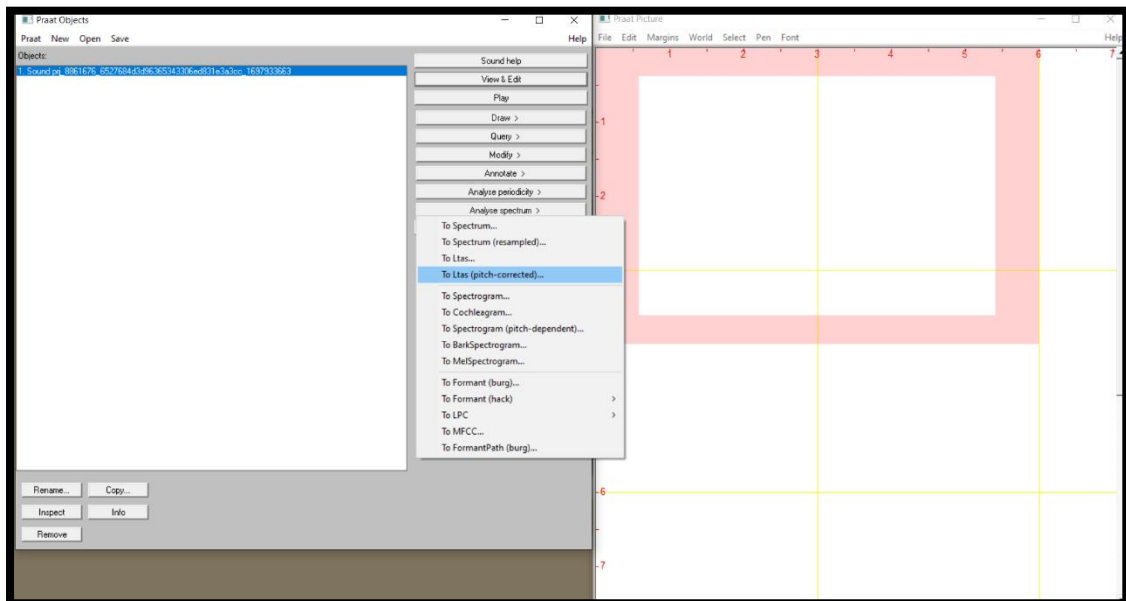 Praat Objects
Praat New Open Save Help
Objects:
1. Sound prj_8961676_6527684d3d96365343306ed831e3a3cc_1697933663
Sound help
View & Edit
Play
Draw >
Query >
Modify >
Annotate >
Analyse periodicity >
Analyse spectrum >
To Spectrum...
To Spectrum (resampled)...
To Ltas...
To Ltas (pitch-corrected)...
To Spectrogram...
To Cochleagram...
To Spectrogram (pitch-dependent)...
To BarkSpectrogram...
To MelSpectrogram...
To Formant (burg)...
To Formant (hack) >
To LPC >
To MFCC...
To FormantPath (burg)...
Rename... Copy...
Inspect Info
Remove
Praat Picture
File Edit Margins World Select Pen Font Help
1 2 3 4 5 6 7
1
2
6
7